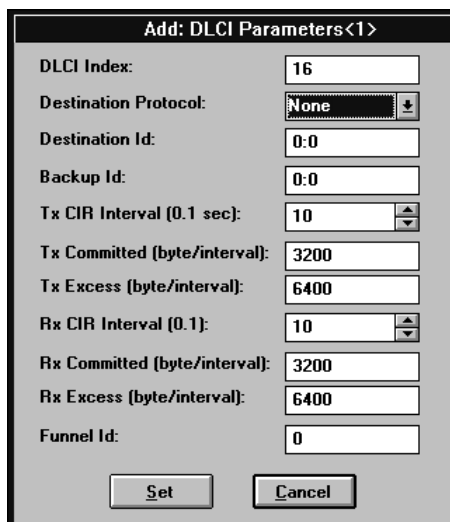 Add: DLCI Parameters<1>
DLCI Index: 16
Destination Protocol: None
Destination Id: 0:0
Backup Id: 0:0
Tx CIR Interval (0.1 sec): 10
Tx Committed (byte/interval): 3200
Tx Excess (byte/interval): 6400
Rx CIR Interval (0.1): 10
Rx Committed (byte/interval): 3200
Rx Excess (byte/interval): 6400
Funnel Id: 0
Set Cancel